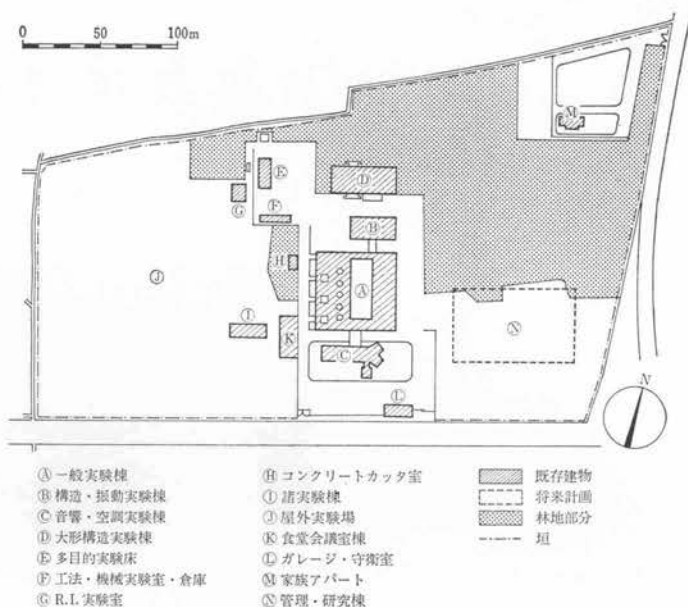 0 50 100m
M
E
D
G
F
B
H
J
A
I
N
K
C
L
N
Ⓐ 一般実験棟
Ⓑ 構造・振動実験棟
Ⓒ 音響・空調実験棟
Ⓓ 大形構造実験棟
Ⓔ 多目的実験床
Ⓕ 工法・機械実験室・倉庫
Ⓖ R.I.実験室
Ⓗ コンクリートカッタ室
Ⓘ 諸実験棟
Ⓙ 屋外実験場
Ⓚ 食堂会議室棟
Ⓛ ガレージ・守衛室
Ⓜ 家族アパート
Ⓝ 管理・研究棟
既存建物
将来計画
林地部分
垣